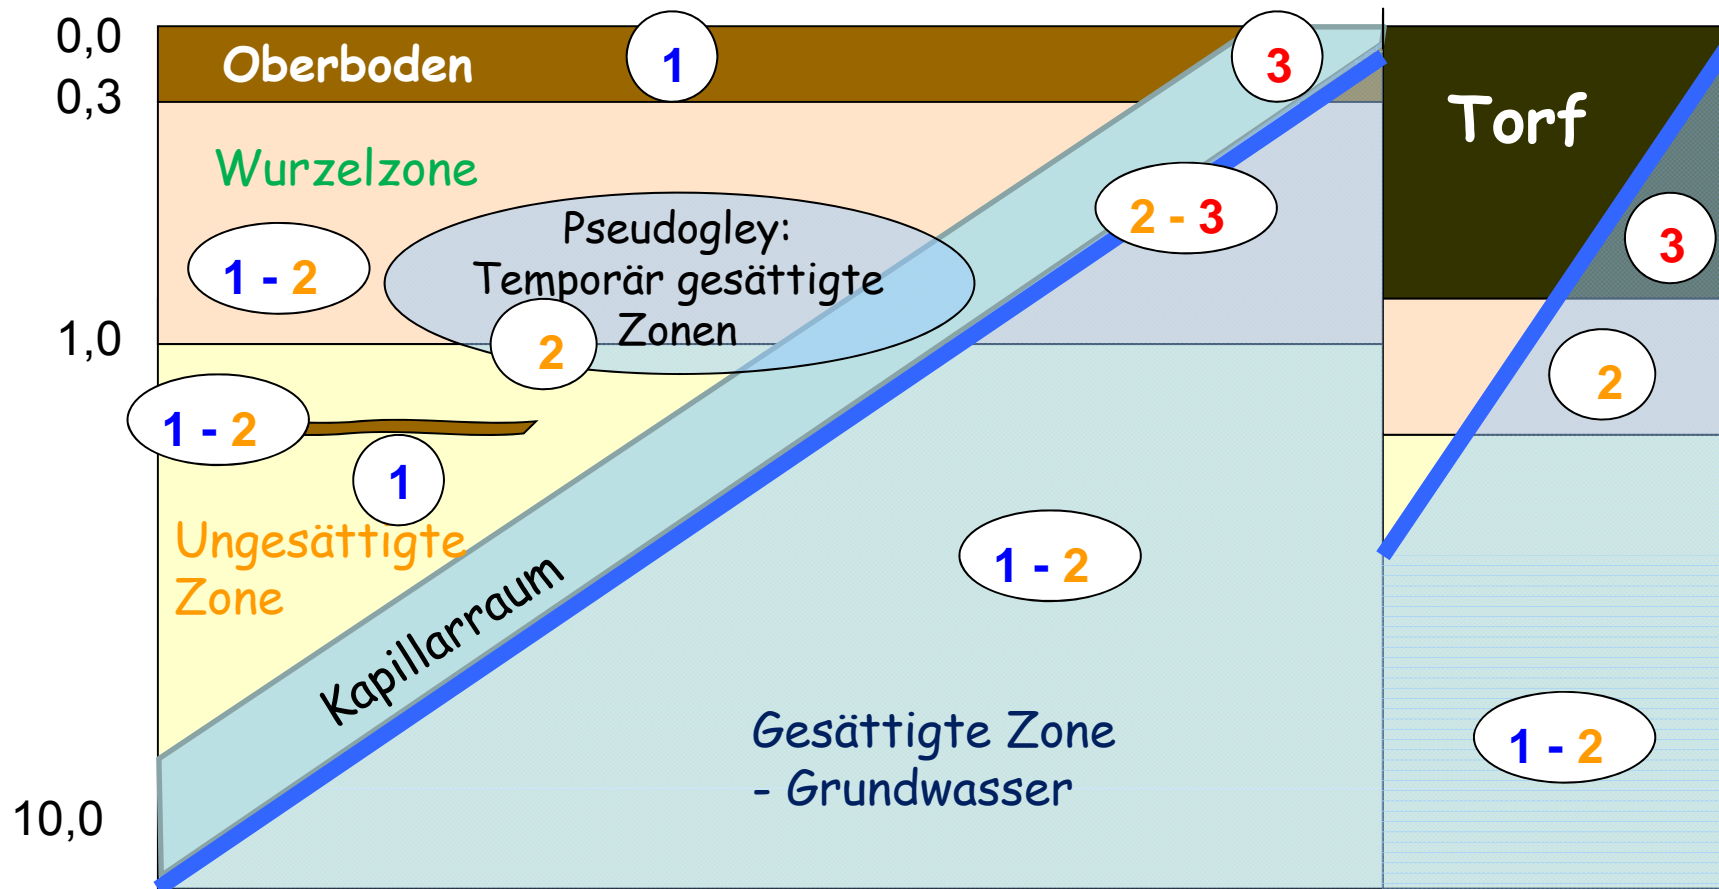 0,0
Oberboden
1
3
0,3
Torf
Wurzelzone
2 - 3
3
Pseudogley:
Temporär gesättigte
Zonen
1 - 2
1,0
2
2
1 - 2
1
Ungesättigte
Zone
1 - 2
Kapillarraum
Gesättigte Zone
- Grundwasser
1 - 2
10,0